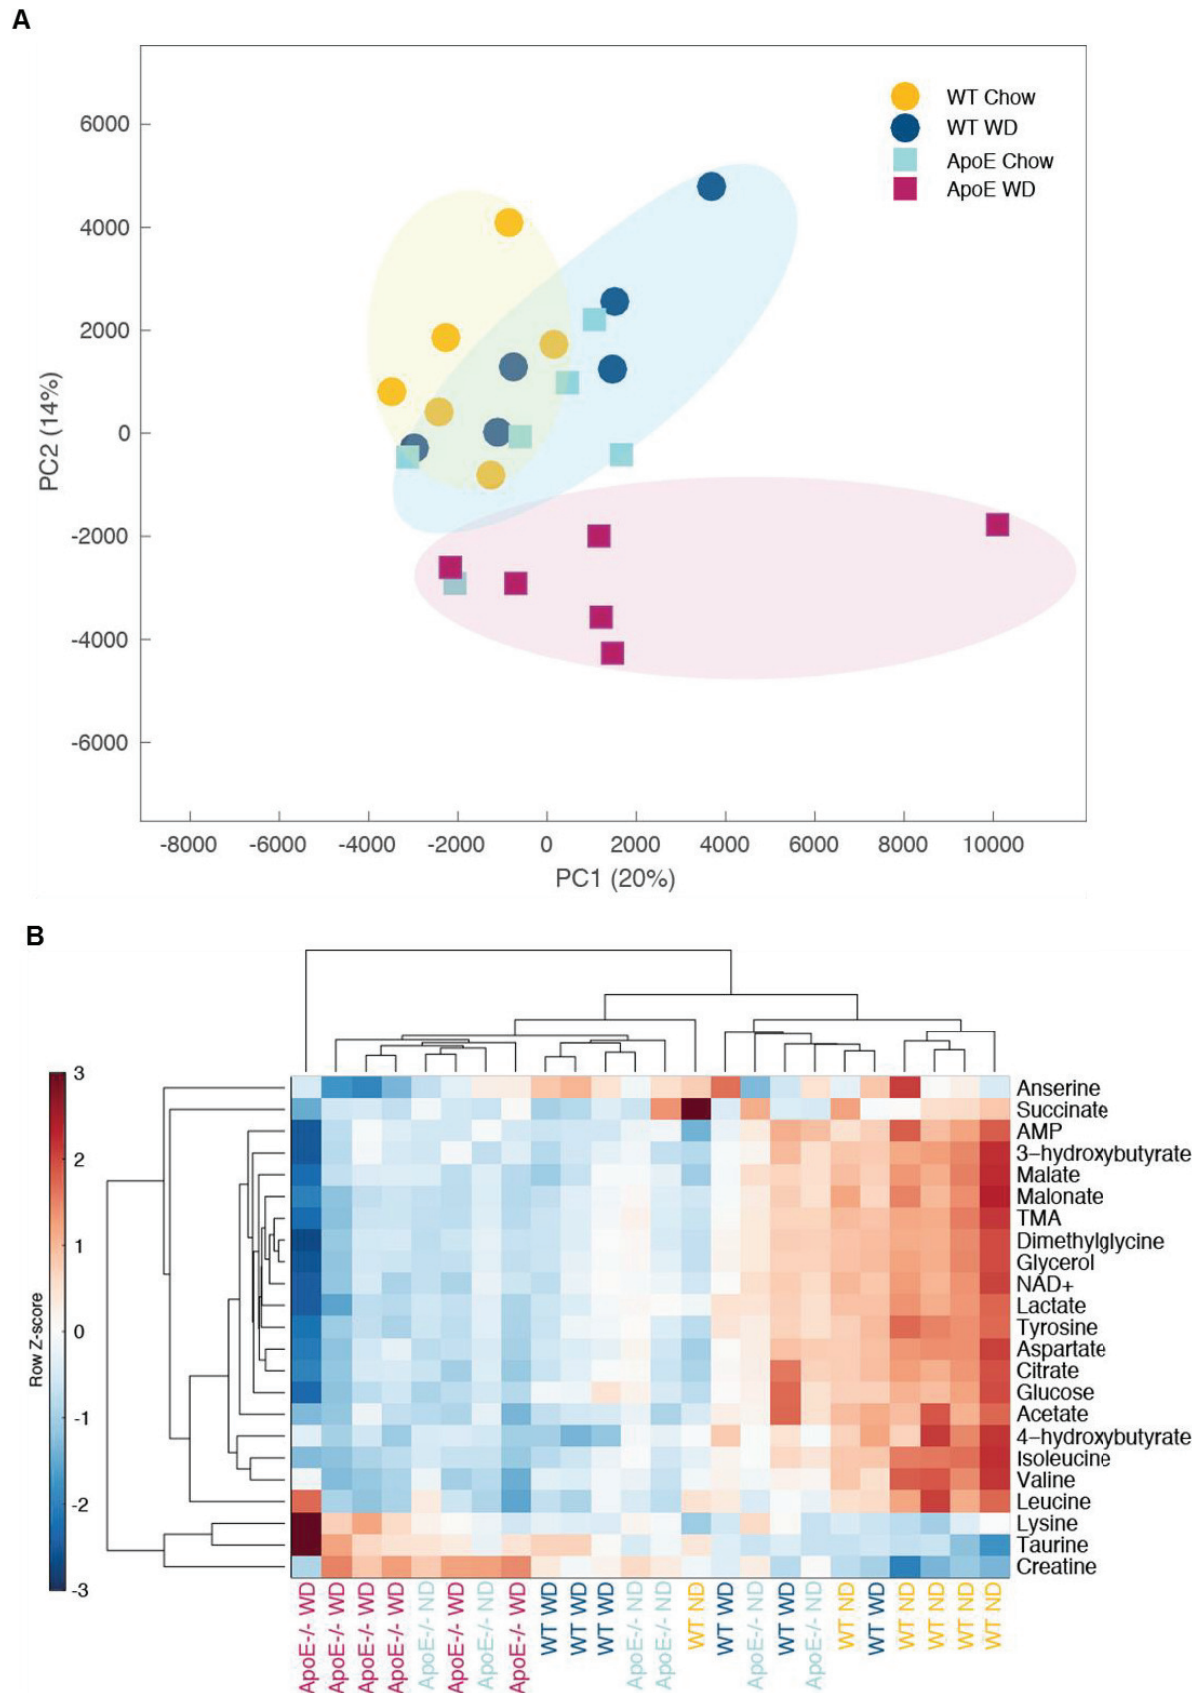 A
WT Chow
WT WD
ApoE Chow
ApoE WD
6000
4000
2000
0
-2000
-4000
-6000
PC2 (14%)
-8000 -6000 -4000 -2000 0 2000 4000 6000 8000 10000
PC1 (20%)
B
3
2
1
0
-1
-2
-3
Row Z-score
Anserine
Succinate
AMP
3-hydroxybutyrate
Malate
Malonate
TMA
Dimethylglycine
Glycerol
NAD+
Lactate
Tyrosine
Aspartate
Citrate
Glucose
Acetate
4-hydroxybutyrate
Isoleucine
Valine
Leucine
Lysine
Taurine
Creatine
ApoE-/- WD
ApoE-/- WD
ApoE-/- WD
ApoE-/- WD
ApoE-/- ND
ApoE-/- WD
ApoE-/- ND
ApoE-/- WD
WT WD
WT WD
WT WD
ApoE-/- ND
ApoE-/- ND
WT ND
WT WD
ApoE-/- ND
WT WD
ApoE-/- ND
WT ND
WT WD
WT ND
WT ND
WT ND
WT ND